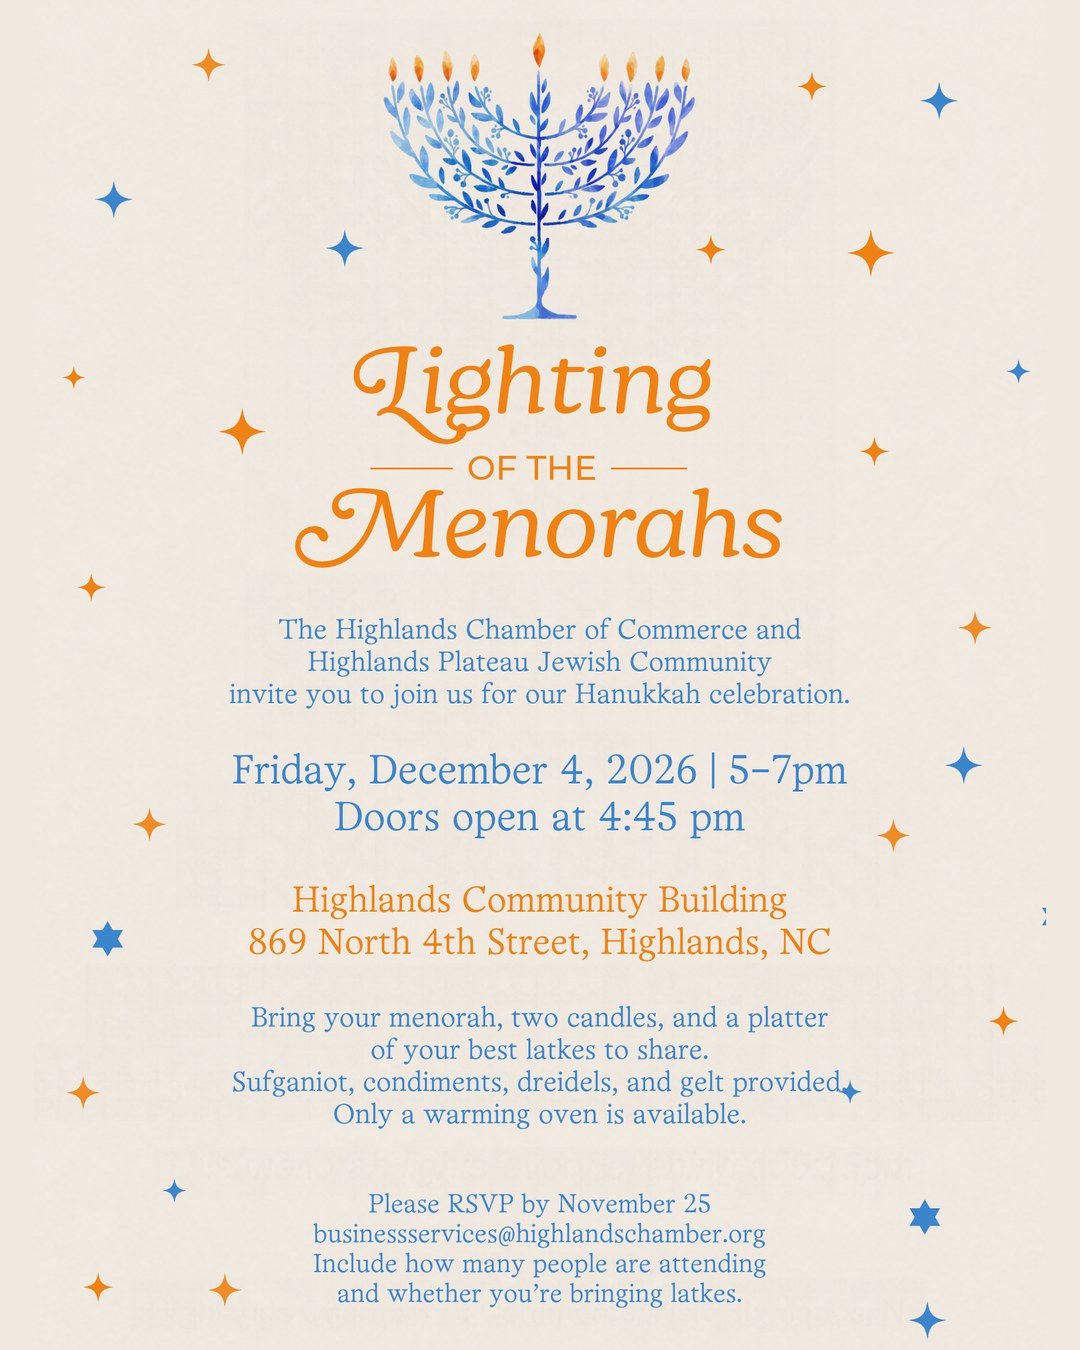 Lighting
OF THE
Menorahs
The Highlands Chamber of Commerce and
Highlands Plateau Jewish Community
invite you to join us for our Hanukkah celebration.
Friday, December 4, 2026 | 5–7pm
Doors open at 4:45 pm
Highlands Community Building
869 North 4th Street, Highlands, NC
Bring your menorah, two candles, and a platter
of your best latkes to share.
Sufganiot, condiments, dreidels, and gelt provided.
Only a warming oven is available.
Please RSVP by November 25
businessservices@highlandschamber.org
Include how many people are attending
and whether you’re bringing latkes.